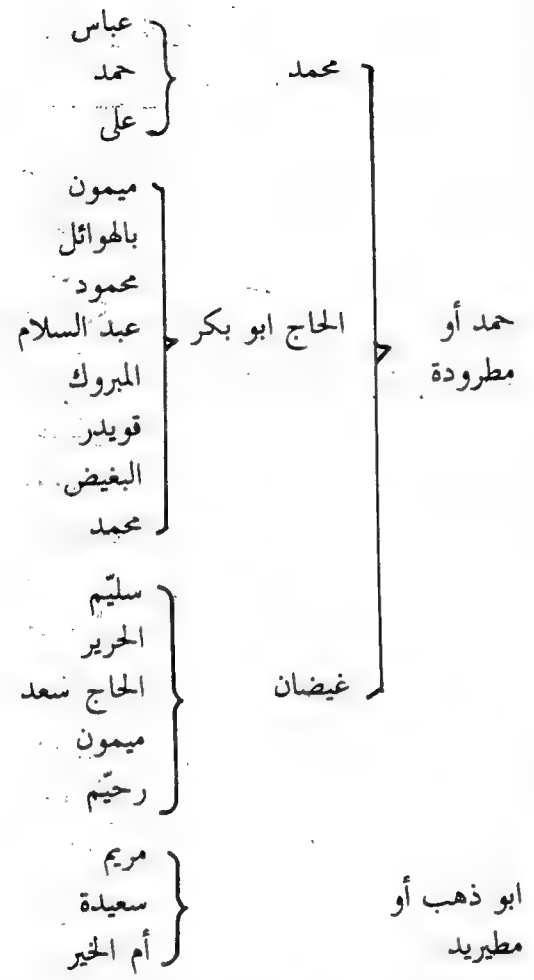 حمد أو
مطرودة
محمد
عباس
حمد
على
الحاج ابو بكر
ميمون
بالهوائل
محمود
عبد السلام
المبروك
قويدر
البغيض
محمد
غيضان
سليّم
الحرير
الحاج سعد
ميمون
رحيّم
ابو ذهب أو
مطيريد
مريم
سعيدة
أم الخير